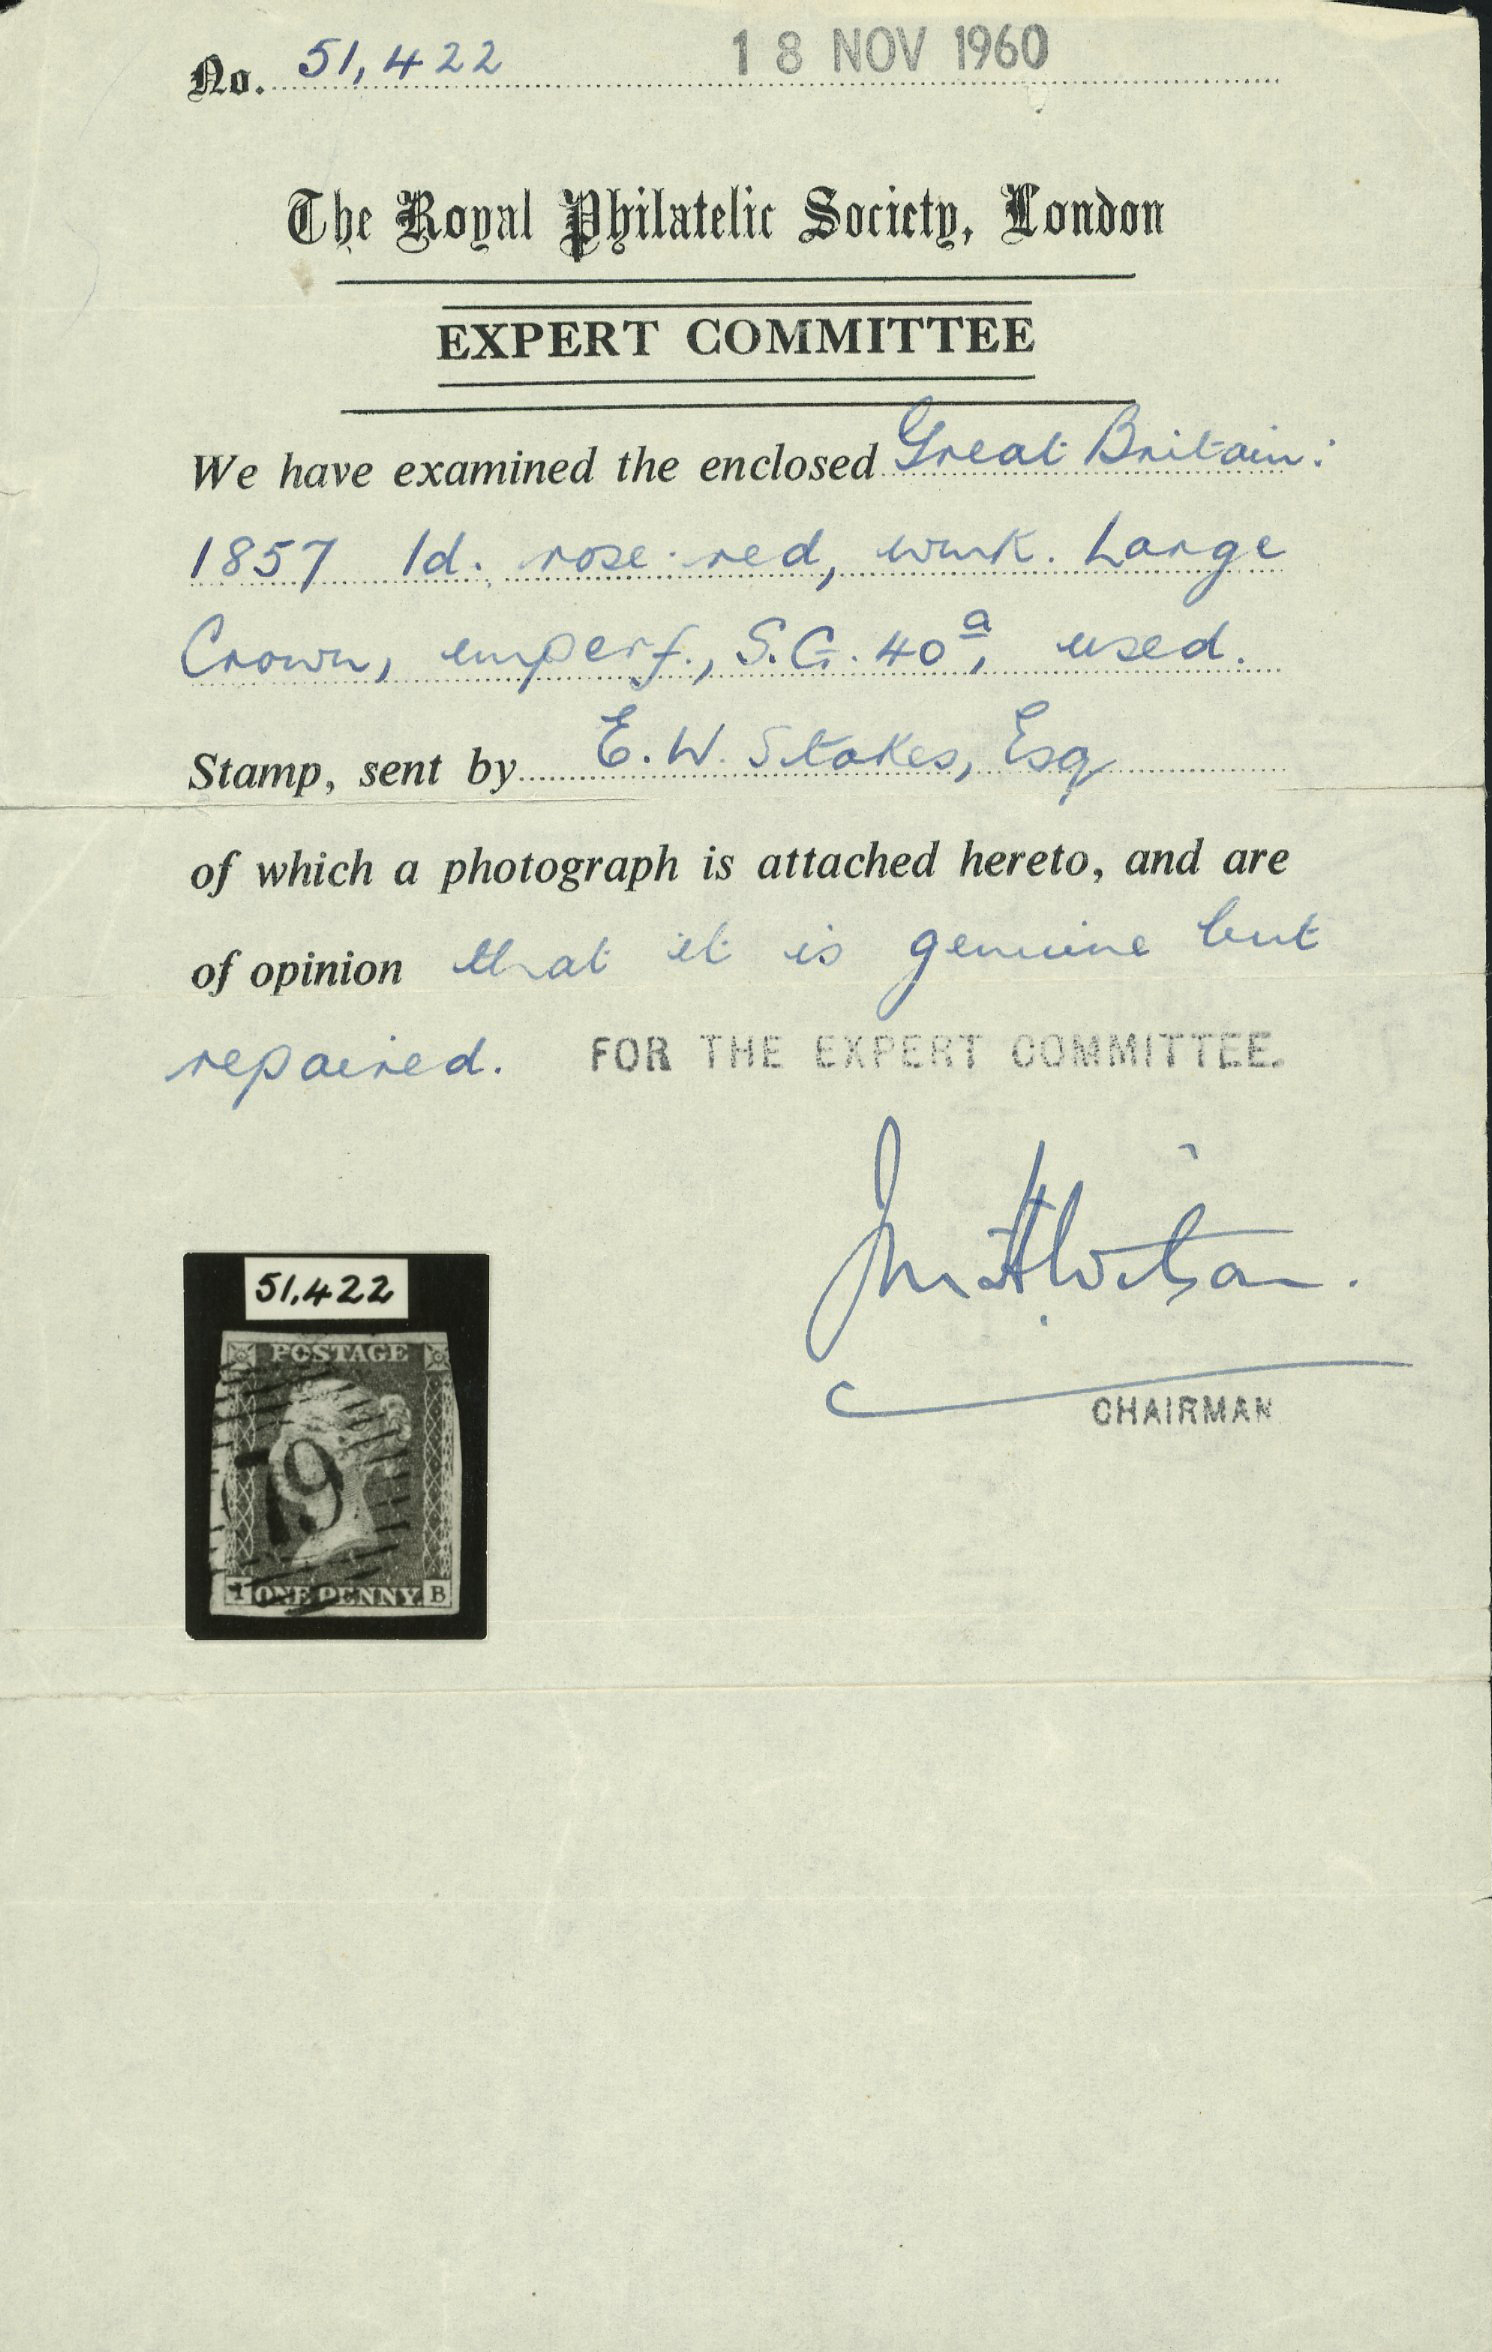 No. 51,422 18 NOV 1960
The Royal Philatelic Society, London
EXPERT COMMITTEE
We have examined the enclosed Great Britain:
1857 1d. rose-red, wmk. Large
Crown, imperf., S.G. 40a, used.
Stamp, sent by E. W. Stokes, Esq
of which a photograph is attached hereto, and are
of opinion that it is genuine but
repaired. FOR THE EXPERT COMMITTEE.
CHAIRMAN
51,422
POSTAGE
79
ONE PENNY. B